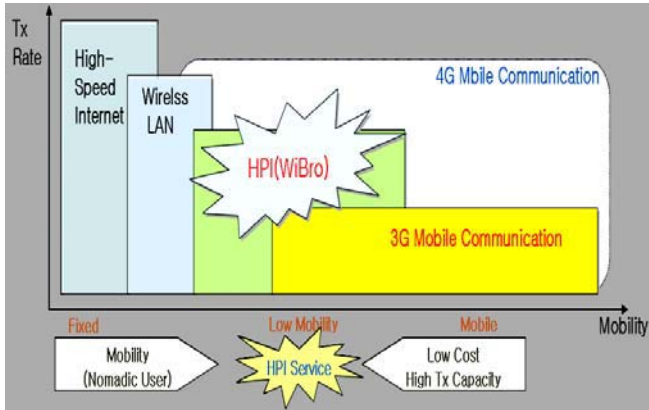 Tx
Rate
High-
Speed
Internet
Wirelss
LAN
4G Mbile Communication
HPI(WiBro)
3G Mobile Communication
Fixed
Low Mobility
Mobile
Mobility
Mobility
(Nomadic User)
HPI Service
Low Cost
High Tx Capacity